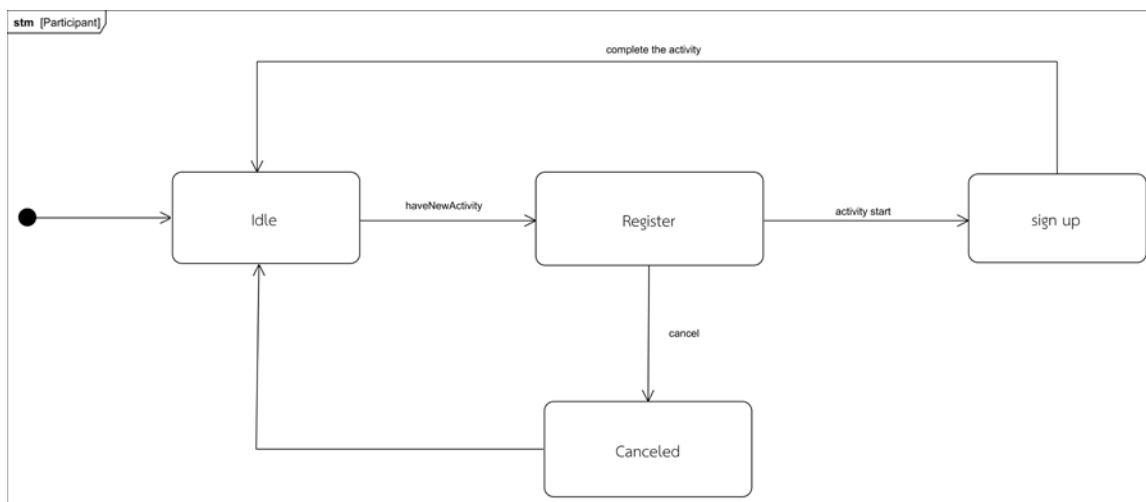 stm [Participant]
complete the activity
Idle
haveNewActivity
Register
activity start
sign up
cancel
Canceled